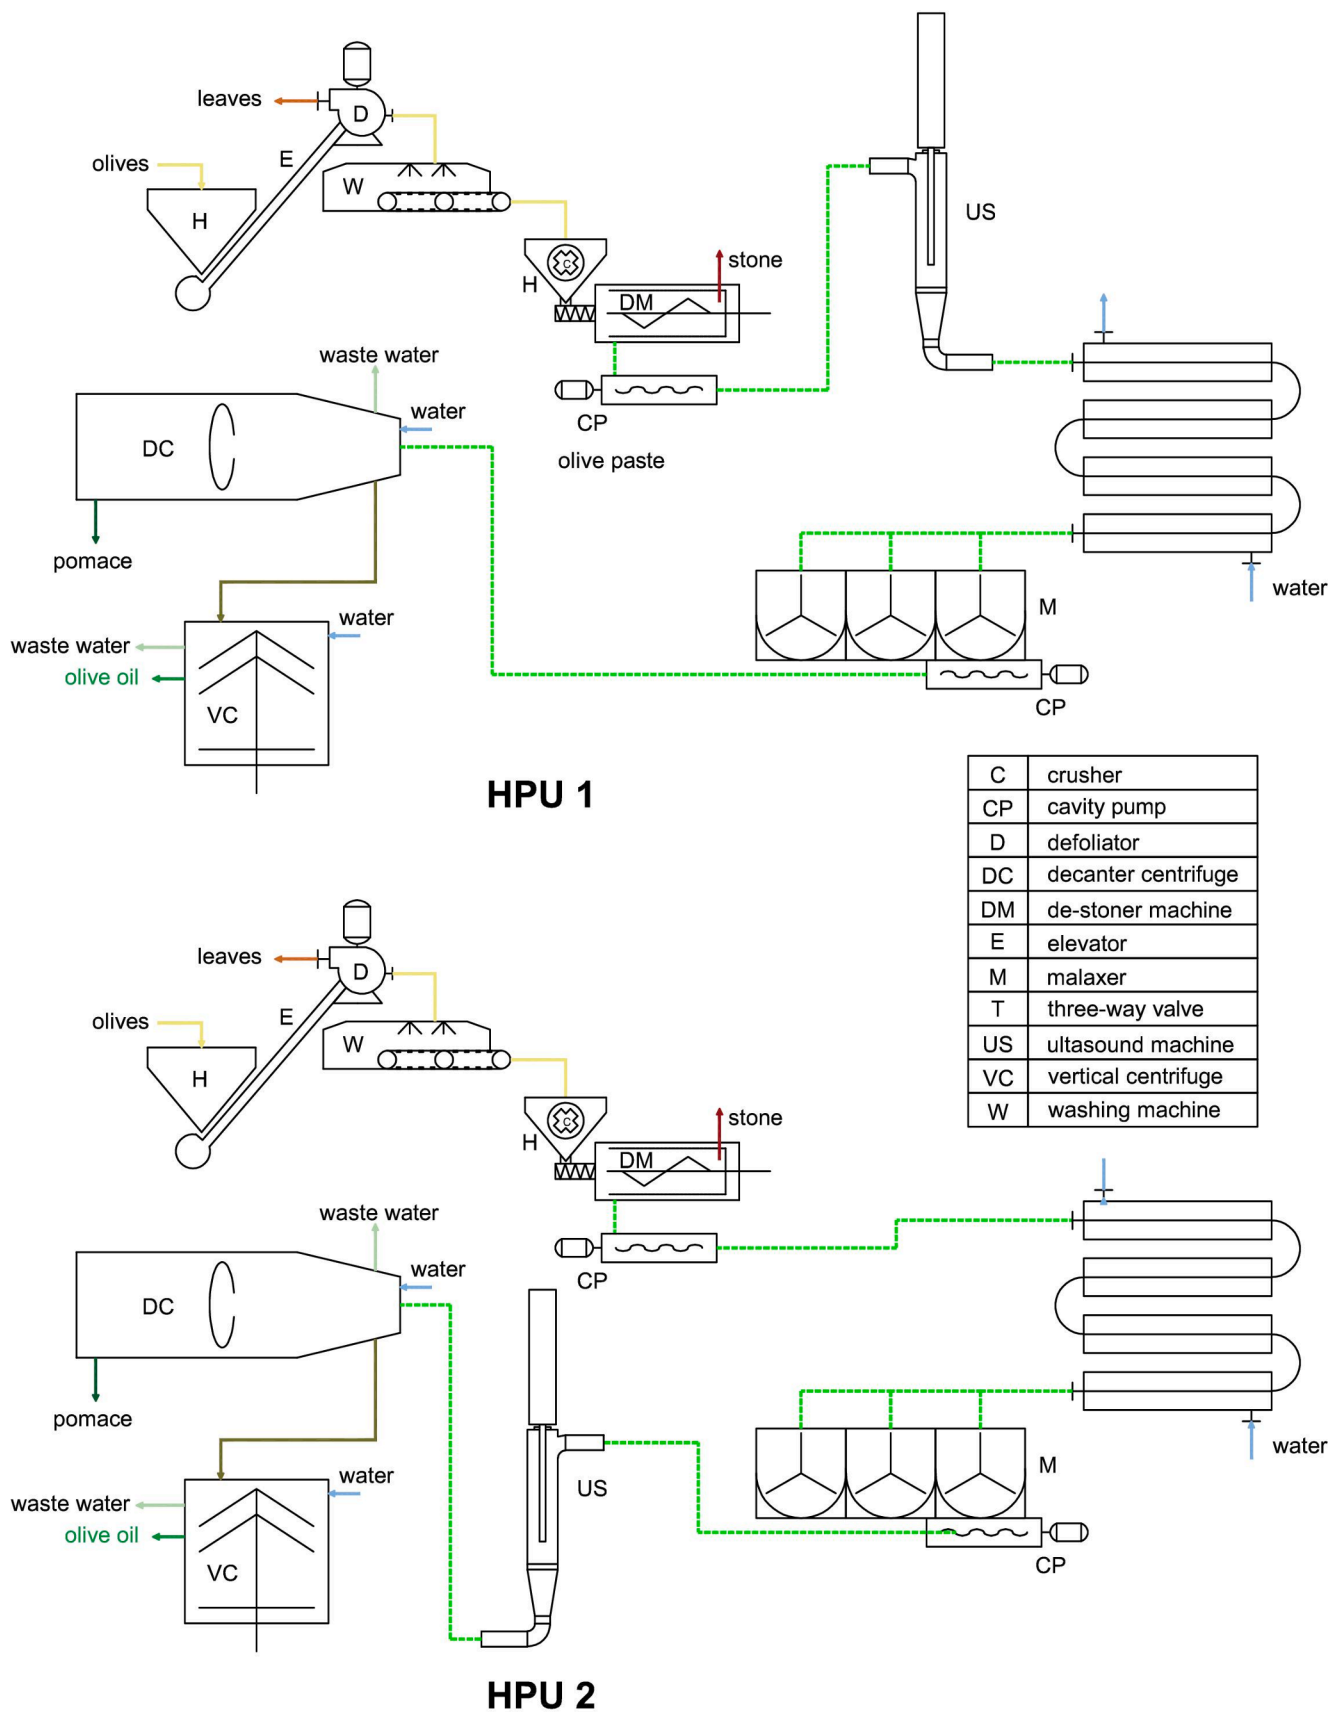 leaves
D
olives
E
W
H
US
C
H
DM
stone
waste water
water
CP
DC
olive paste
pomace
water
M
water
waste water
olive oil
VC
CP
HPU 1
C crusher
CP cavity pump
D defoliator
DC decanter centrifuge
DM de-stoner machine
E elevator
M malaxer
T three-way valve
US ultasound machine
VC vertical centrifuge
W washing machine
leaves
D
olives
E
W
H
C
H
DM
stone
waste water
water
CP
DC
pomace
water
M
water
US
waste water
olive oil
VC
CP
HPU 2